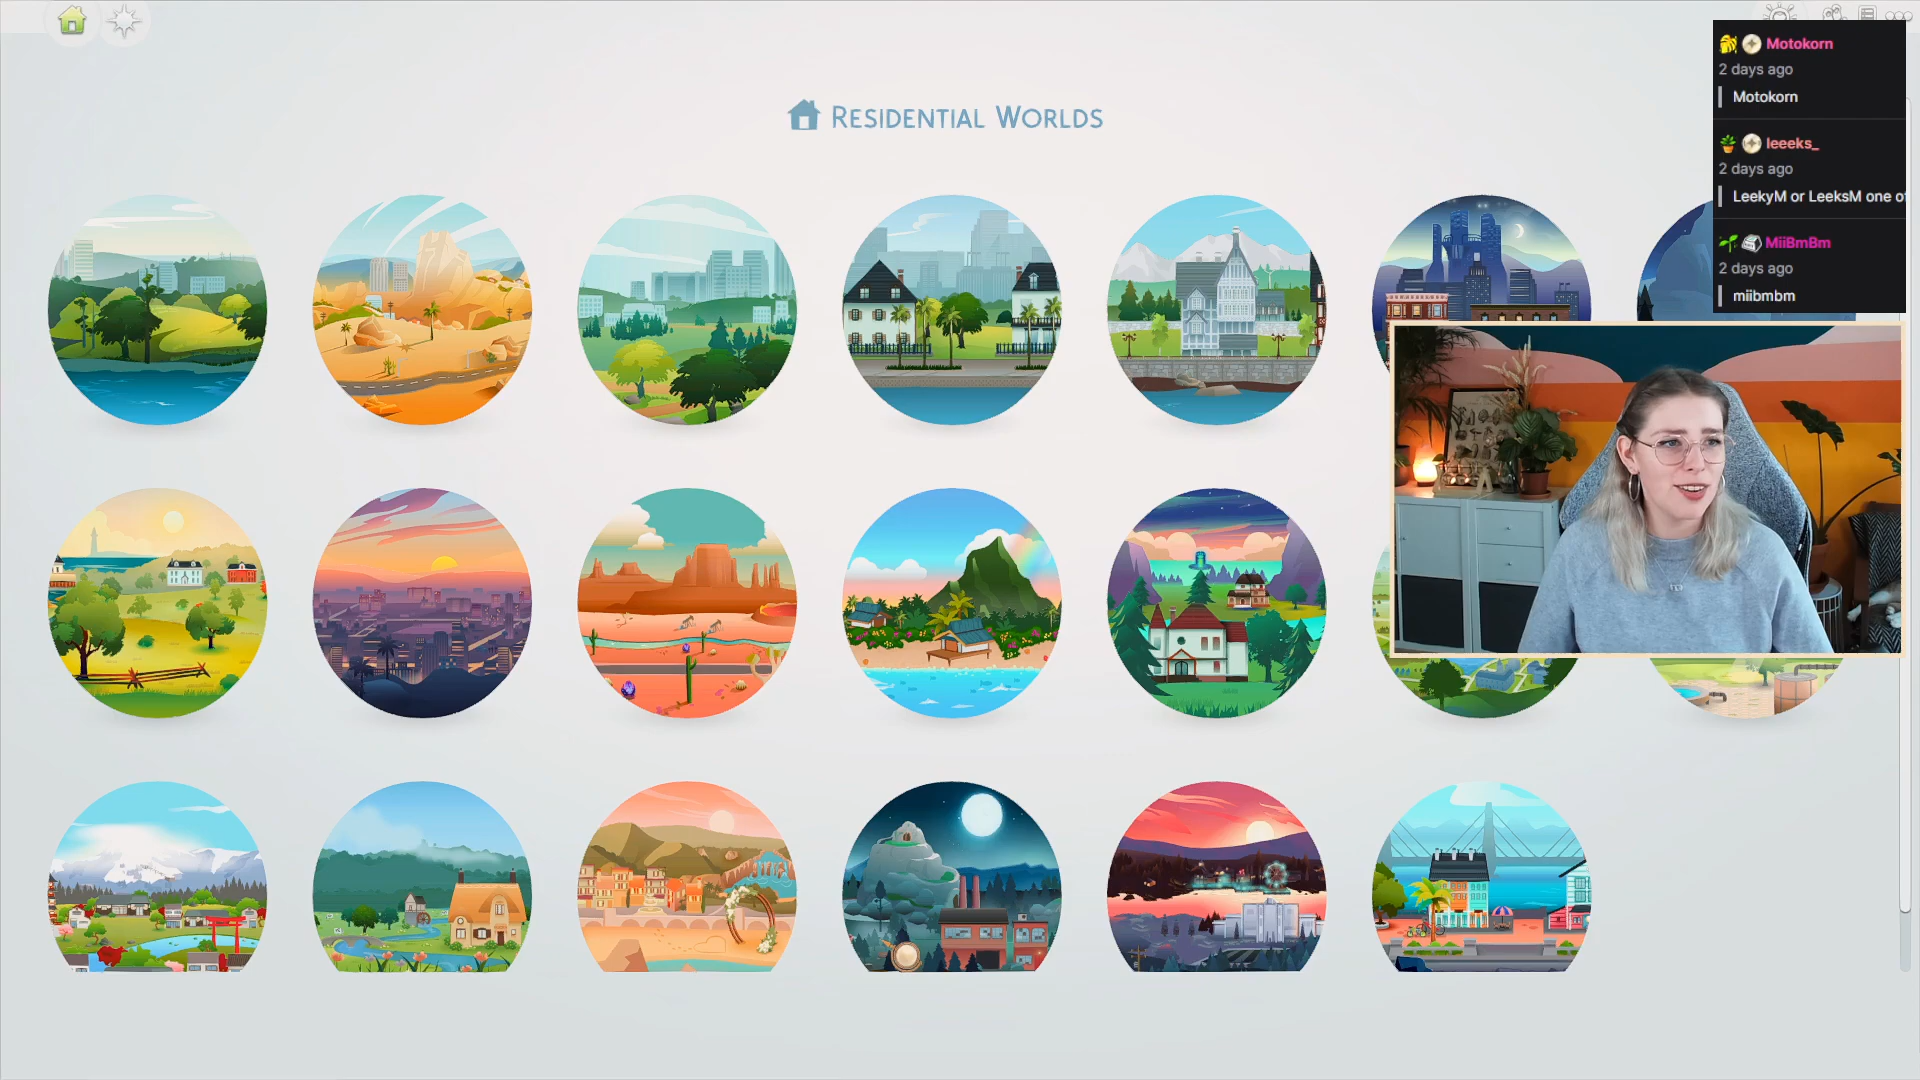 RESIDENTIAL WORLDS
Motokorn
2 days ago
Motokorn
leeeks_
2 days ago
LeekyM or LeeksM one of
MiiBmBm
2 days ago
miibmbm